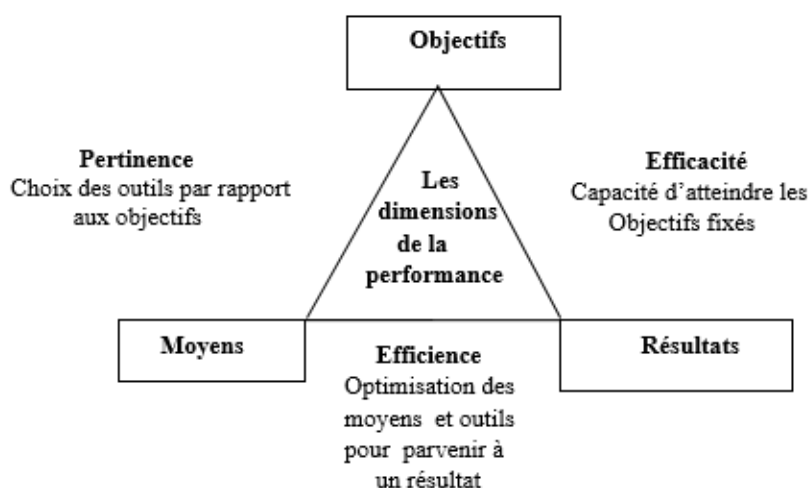 Objectifs
Pertinence
Choix des outils par rapport
aux objectifs
Les
dimensions
de la
performance
Efficacité
Capacité d'atteindre les
Objectifs fixés
Moyens
Efficience
Optimisation des
moyens et outils
pour parvenir à
un résultat
Résultats